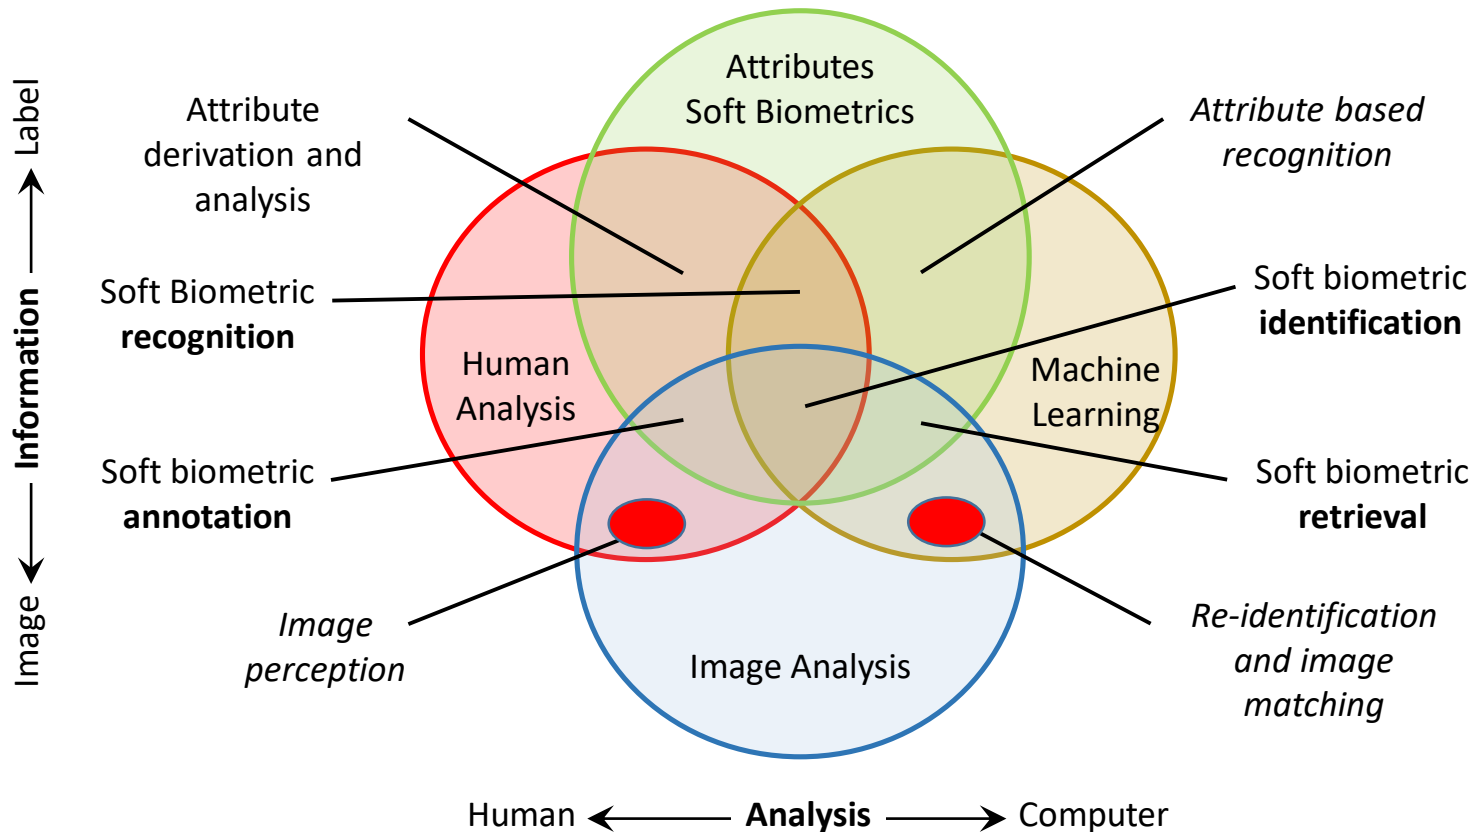 Attributes
Soft Biometrics
Attribute
derivation and
analysis
Attribute based
recognition
Soft Biometric
recognition
Soft biometric
identification
Human
Analysis
Machine
Learning
Soft biometric
annotation
Soft biometric
retrieval
Image
perception
Image Analysis
Re-identification
and image
matching
Label
Information
Image
Human
Analysis
Computer